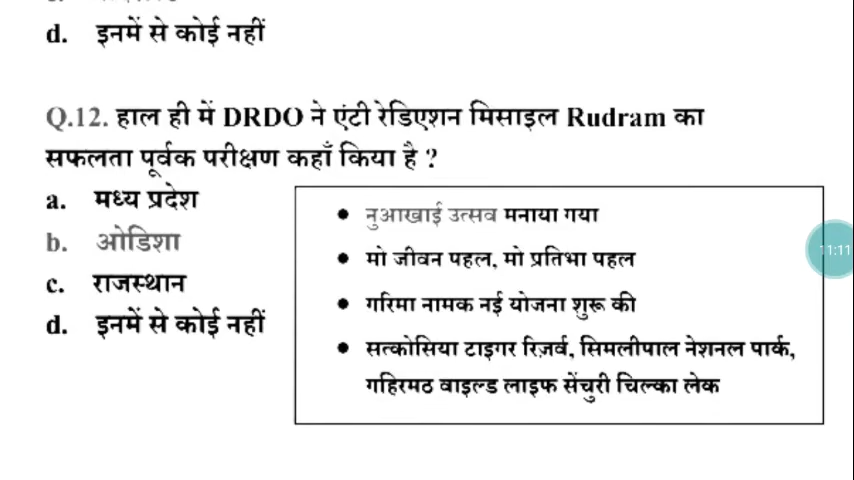 d. इनमें से कोई नहीं
Q.12. हाल ही में DRDO ने एंटी रेडिएशन मिसाइल Rudram का
सफलता पूर्वक परीक्षण कहाँ किया है ?
a. मध्य प्रदेश
b. ओडिशा
c. राजस्थान
d. इनमें से कोई नहीं
• नुआखाई उत्सव मनाया गया
• मो जीवन पहल, मो प्रतिभा पहल
• गरिमा नामक नई योजना शुरू की
• सत्कोसिया टाइगर रिज़र्व, सिमलीपाल नेशनल पार्क,
गहिरमठ वाइल्ड लाइफ सेंचुरी चिल्का लेक
11:11